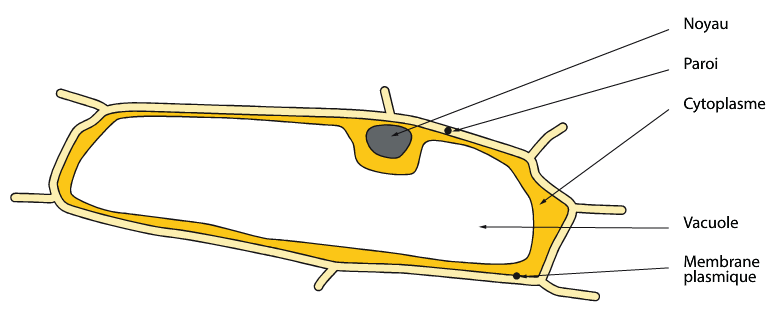 Noyau
Paroi
Cytoplasme
Vacuole
Membrane
plasmique